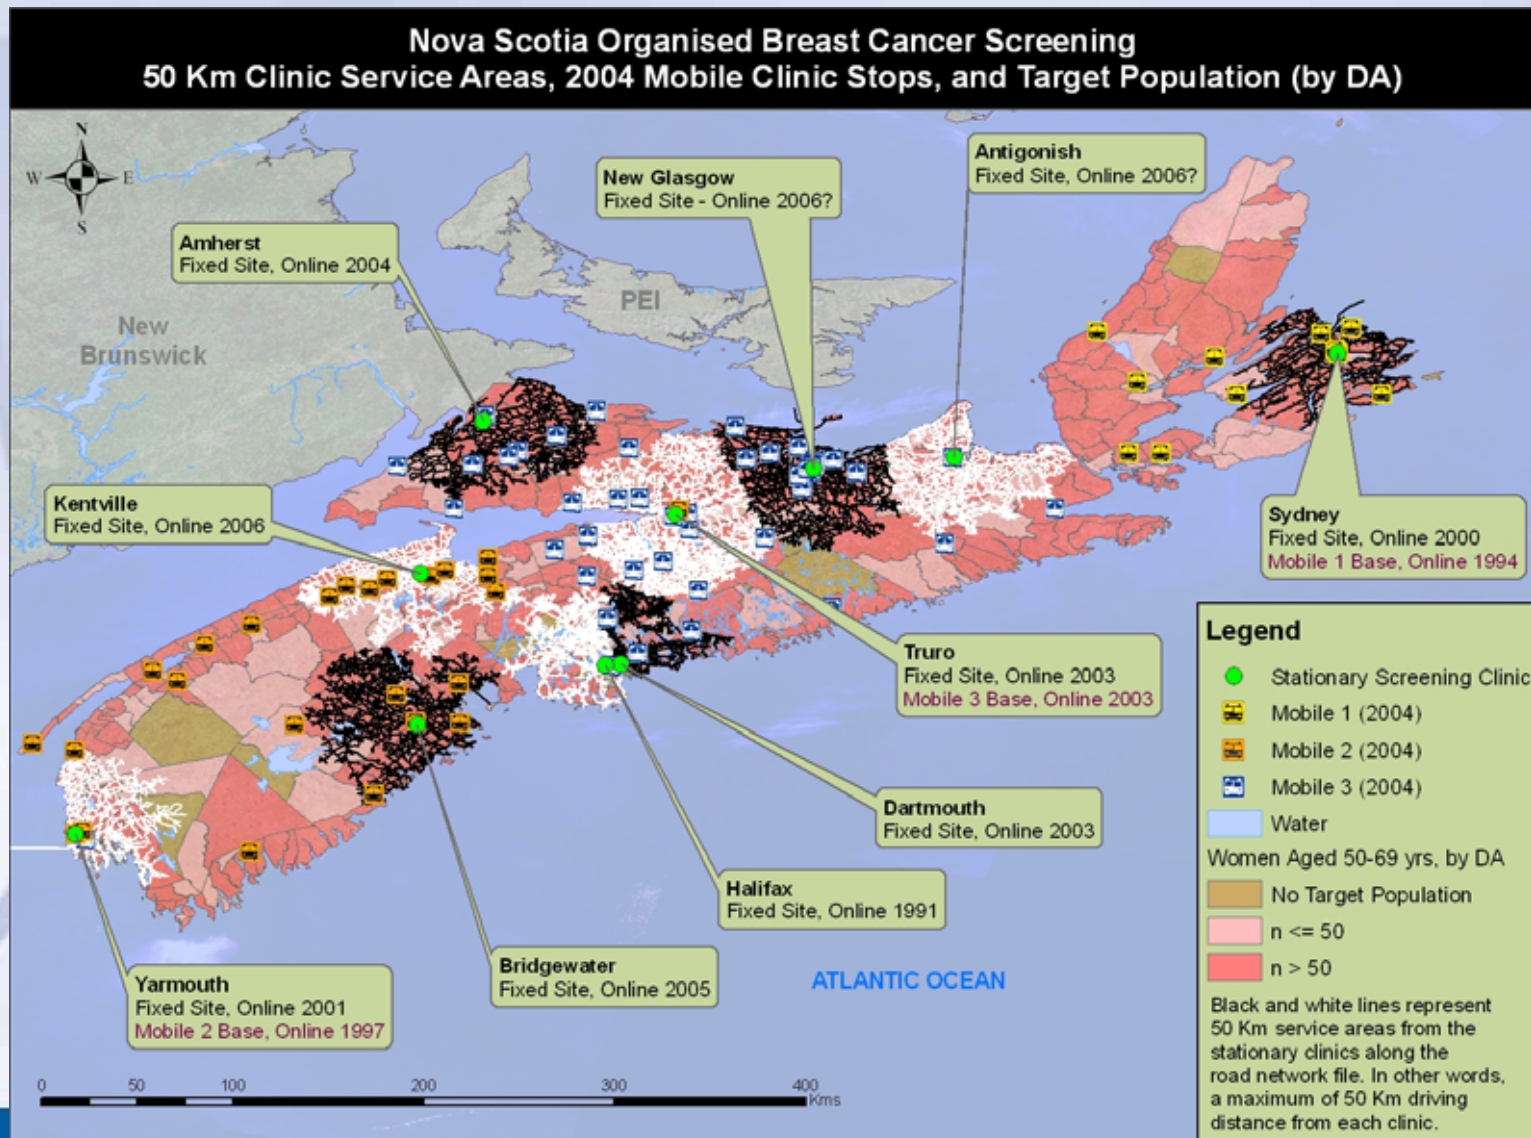 Nova Scotia Organised Breast Cancer Screening
50 Km Clinic Service Areas, 2004 Mobile Clinic Stops, and Target Population (by DA)
N
W
E
S
Antigonish
Fixed Site, Online 2006?
New Glasgow
Fixed Site - Online 2006?
Amherst
Fixed Site, Online 2004
PEI
New
Brunswick
Kentville
Fixed Site, Online 2006
Sydney
Fixed Site, Online 2000
Mobile 1 Base, Online 1994
Truro
Fixed Site, Online 2003
Mobile 3 Base, Online 2003
Dartmouth
Fixed Site, Online 2003
Halifax
Fixed Site, Online 1991
Bridgewater
Fixed Site, Online 2005
Yarmouth
Fixed Site, Online 2001
Mobile 2 Base, Online 1997
ATLANTIC OCEAN
0 50 100 200 300 400
Kms
Legend
Stationary Screening Clinic
Mobile 1 (2004)
Mobile 2 (2004)
Mobile 3 (2004)
Water
Women Aged 50-69 yrs, by DA
No Target Population
n <= 50
n > 50
Black and white lines represent
50 Km service areas from the
stationary clinics along the
road network file. In other words,
a maximum of 50 Km driving
distance from each clinic.